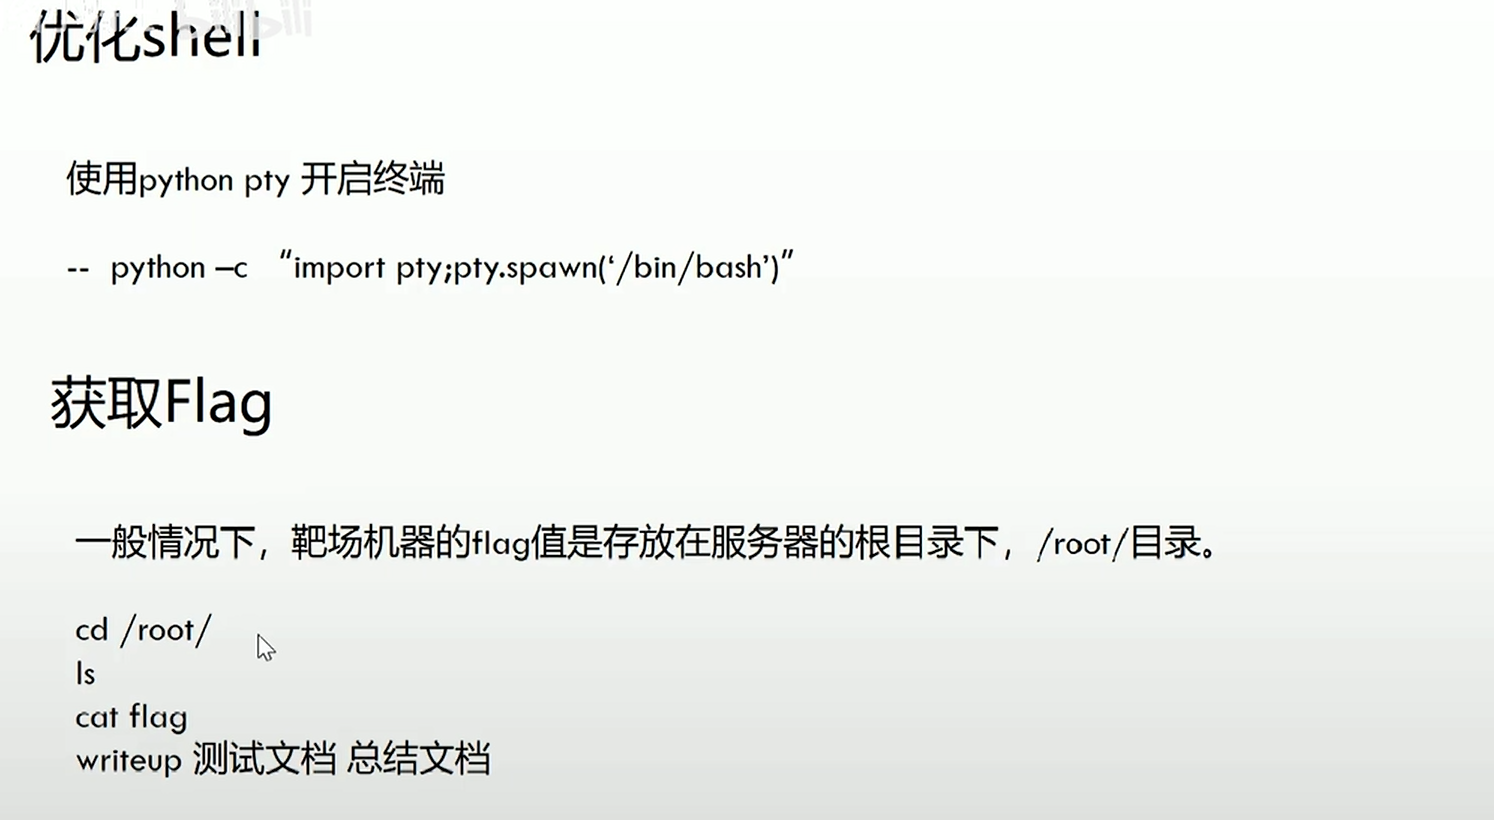 优化shell
使用python pty 开启终端
-- python –c “import pty;pty.spawn(‘/bin/bash’)”
获取Flag
一般情况下，靶场机器的flag值是存放在服务器的根目录下，/root/目录。
cd /root/
ls
cat flag
writeup 测试文档 总结文档